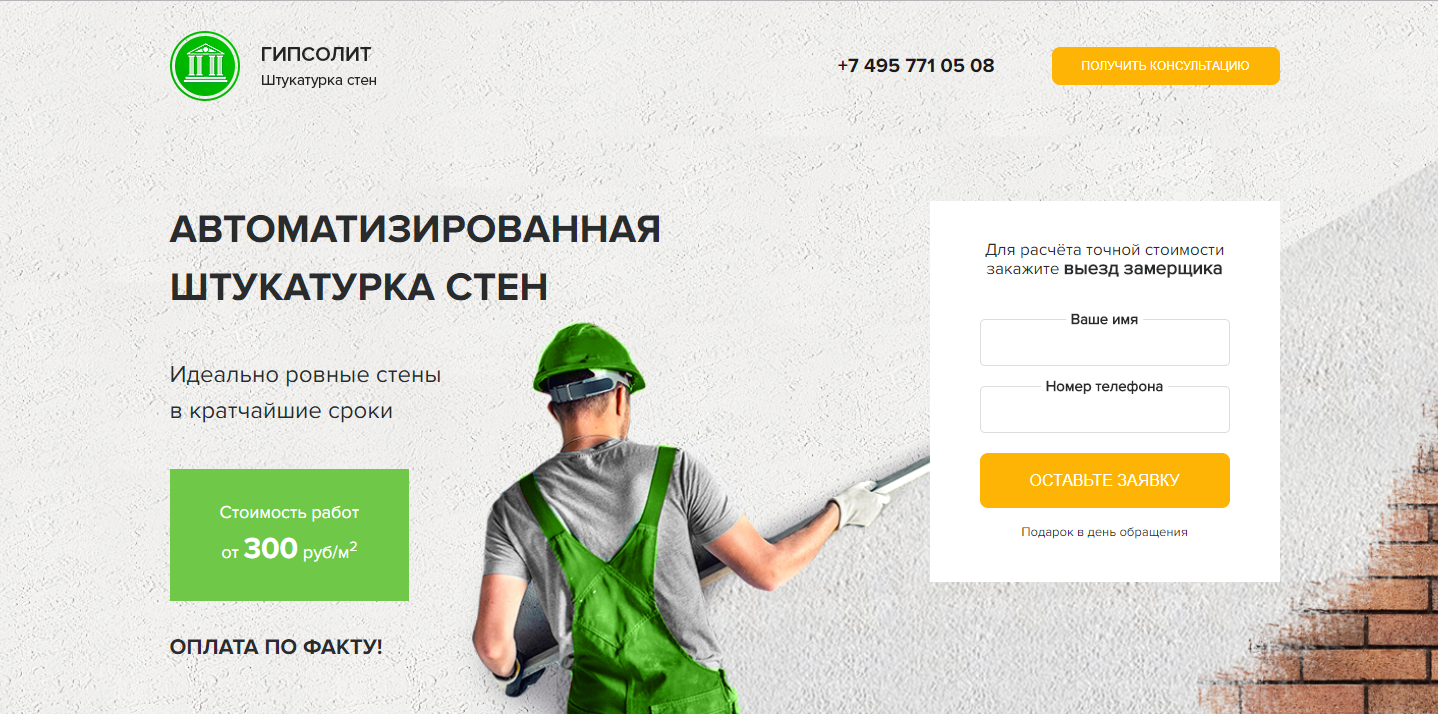 ГИПСОЛИТ
Штукатурка стен
+7 495 771 05 08
ПОЛУЧИТЬ КОНСУЛЬТАЦИЮ
АВТОМАТИЗИРОВАННАЯ
ШТУКАТУРКА СТЕН
Идеально ровные стены
в кратчайшие сроки
Стоимость работ
от 300 руб/м²
ОПЛАТА ПО ФАКТУ!
Для расчёта точной стоимости
закажите выезд замерщика
Ваше имя
Номер телефона
ОСТАВЬТЕ ЗАЯВКУ
Подарок в день обращения